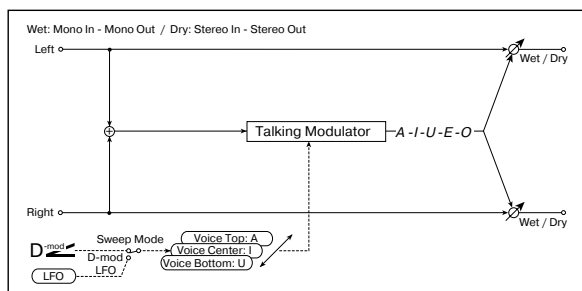 Wet: Mono In - Mono Out / Dry: Stereo In - Stereo Out
Left
Wet / Dry
Talking Modulator
A-I-U-E-O
Right
Wet / Dry
Sweep Mode
D-mod
D-mod
LFO
LFO
Voice Top: A
Voice Center: I
Voice Bottom: U